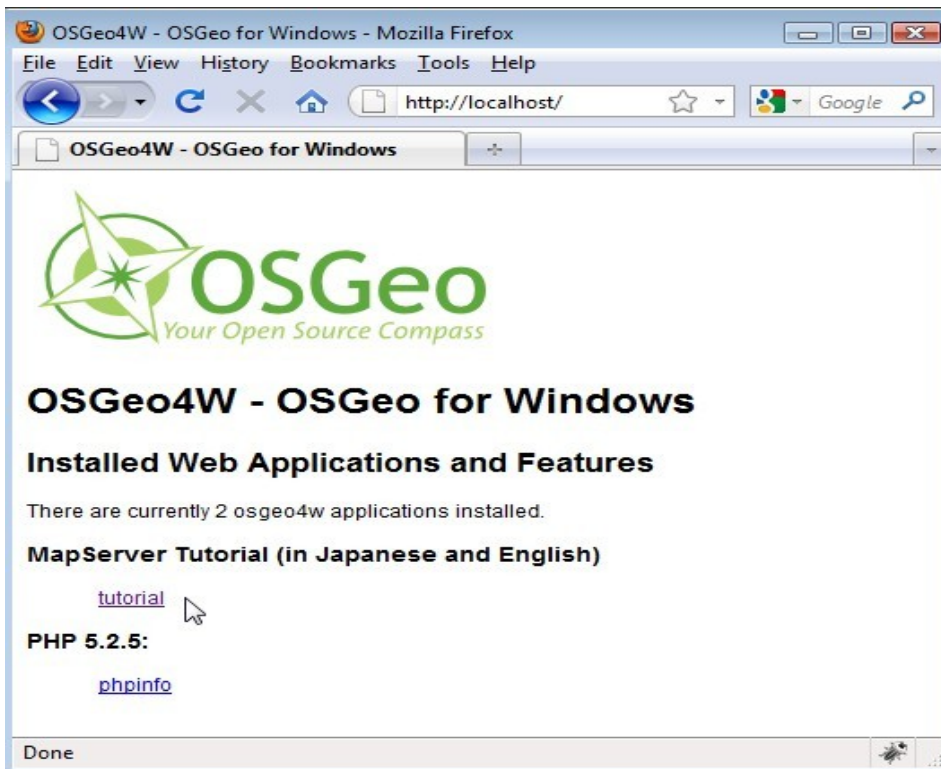 OSGeo4W - OSGeo for Windows - Mozilla Firefox
File Edit View History Bookmarks Tools Help
http://localhost/ Google
OSGeo4W - OSGeo for Windows
OSGeo
Your Open Source Compass
OSGeo4W - OSGeo for Windows
Installed Web Applications and Features
There are currently 2 osgeo4w applications installed.
MapServer Tutorial (in Japanese and English)
tutorial
PHP 5.2.5:
phpinfo
Done